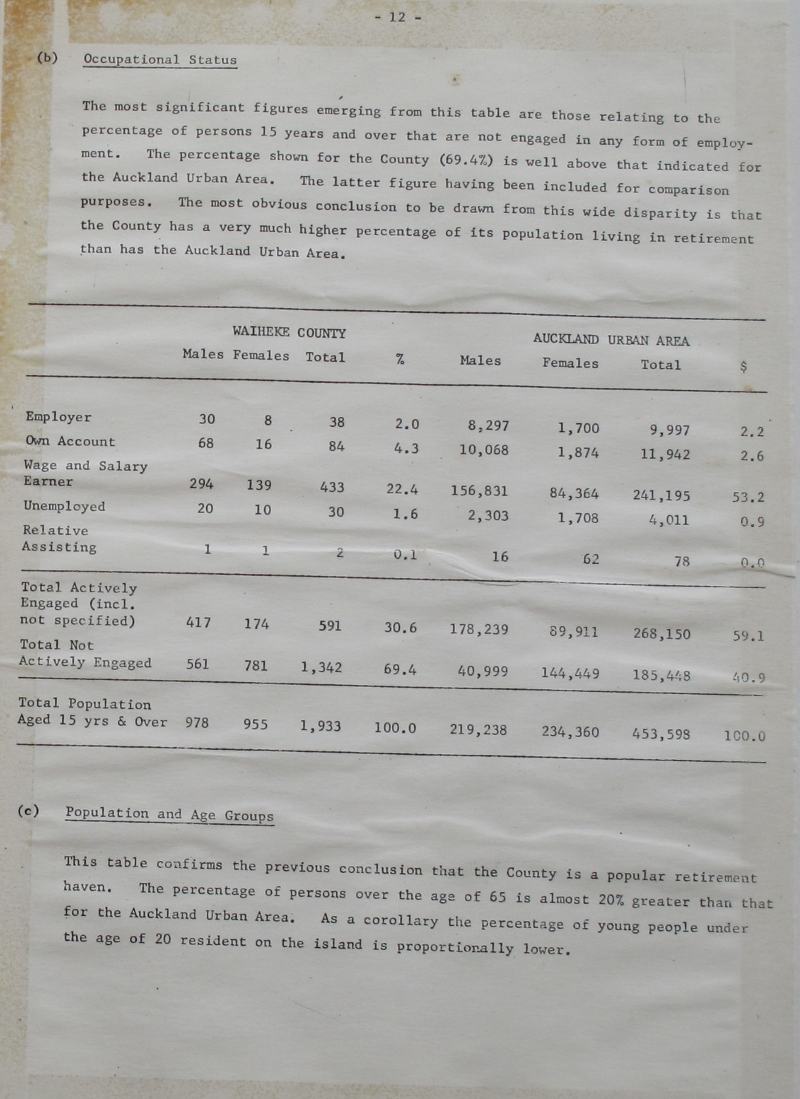 - 12 -
(b) Occupational Status
The most significant figures emerging from this table are those relating to the
percentage of persons 15 years and over that are not engaged in any form of employ-
ment. The percentage shown for the County (69.4%) is well above that indicated for
the Auckland Urban Area. The latter figure having been included for comparison
purposes. The most obvious conclusion to be drawn from this wide disparity is that
the County has a very much higher percentage of its population living in retirement
than has the Auckland Urban Area.
WAIHEKE COUNTY AUCKLAND URBAN AREA
Males Females Total % Males Females Total $
Employer 30 8 38 2.0 8,297 1,700 9,997 2.2
Own Account 68 16 84 4.3 10,068 1,874 11,942 2.6
Wage and Salary
Earner 294 139 433 22.4 156,831 84,364 241,195 53.2
Unemployed 20 10 30 1.6 2,303 1,708 4,011 0.9
Relative
Assisting 1 1 2 0.1 16 62 78 0.0
Total Actively
Engaged (incl.
not specified) 417 174 591 30.6 178,239 89,911 268,150 59.1
Total Not
Actively Engaged 561 781 1,342 69.4 40,999 144,449 185,448 40.9
Total Population
Aged 15 yrs & Over 978 955 1,933 100.0 219,238 234,360 453,598 100.0
(c) Population and Age Groups
This table confirms the previous conclusion that the County is a popular retirement
haven. The percentage of persons over the age of 65 is almost 20% greater than that
for the Auckland Urban Area. As a corollary the percentage of young people under
the age of 20 resident on the island is proportionally lower.